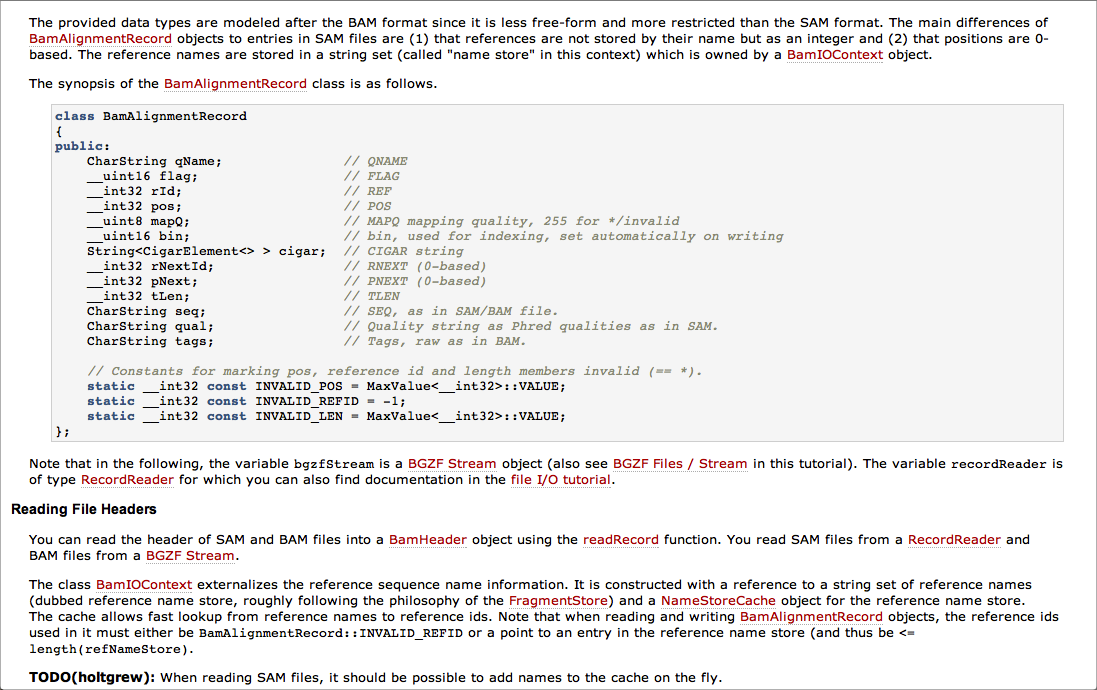 The provided data types are modeled after the BAM format since it is less free-form and more restricted than the SAM format. The main differences of
BamAlignmentRecord objects to entries in SAM files are (1) that references are not stored by their name but as an integer and (2) that positions are 0-
based. The reference names are stored in a string set (called "name store" in this context) which is owned by a BamIOContext object.
The synopsis of the BamAlignmentRecord class is as follows.
class BamAlignmentRecord
{
public:
    CharString qName;               // QNAME
    __uint16 flag;                  // FLAG
    __int32 rId;                    // REF
    __int32 pos;                    // POS
    __uint8 mapQ;                   // MAPQ mapping quality, 255 for */invalid
    __uint16 bin;                   // bin, used for indexing, set automatically on writing
    String<CigarElement<> > cigar;  // CIGAR string
    __int32 rNextId;                // RNEXT (0-based)
    __int32 pNext;                  // PNEXT (0-based)
    __int32 tLen;                   // TLEN
    CharString seq;                 // SEQ, as in SAM/BAM file.
    CharString qual;                // Quality string as Phred qualities as in SAM.
    CharString tags;                // Tags, raw as in BAM.
    // Constants for marking pos, reference id and length members invalid (== *).
    static __int32 const INVALID_POS = MaxValue<__int32>::VALUE;
    static __int32 const INVALID_REFID = -1;
    static __int32 const INVALID_LEN = MaxValue<__int32>::VALUE;
};
Note that in the following, the variable bgzfStream is a BGZF Stream object (also see BGZF Files / Stream in this tutorial). The variable recordReader is
of type RecordReader for which you can also find documentation in the file I/O tutorial.
Reading File Headers
You can read the header of SAM and BAM files into a BamHeader object using the readRecord function. You read SAM files from a RecordReader and
BAM files from a BGZF Stream.
The class BamIOContext externalizes the reference sequence name information. It is constructed with a reference to a string set of reference names
(dubbed reference name store, roughly following the philosophy of the FragmentStore) and a NameStoreCache object for the reference name store.
The cache allows fast lookup from reference names to reference ids. Note that when reading and writing BamAlignmentRecord objects, the reference ids
used in it must either be BamAlignmentRecord::INVALID_REFID or a point to an entry in the reference name store (and thus be <=
length(refNameStore).
TODO(holtgrew): When reading SAM files, it should be possible to add names to the cache on the fly.